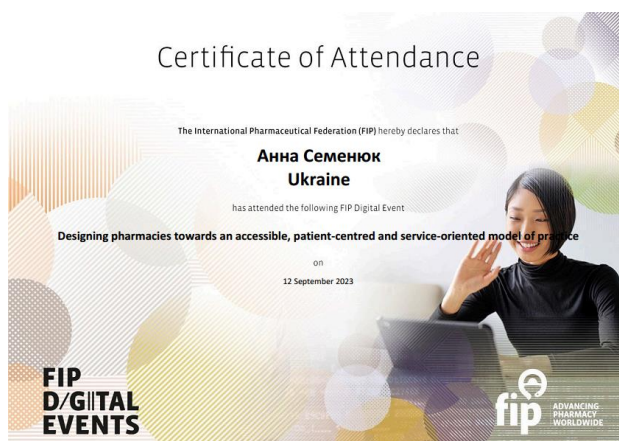 Certificate of Attendance
The International Pharmaceutical Federation (FIP) hereby declares that
Анна Семенюк
Ukraine
has attended the following FIP Digital Event
Designing pharmacies towards an accessible, patient-centred and service-oriented model of practice
on
12 September 2023
FIP
D/GITAL
EVENTS
fip
ADVANCING
PHARMACY
WORLDWIDE